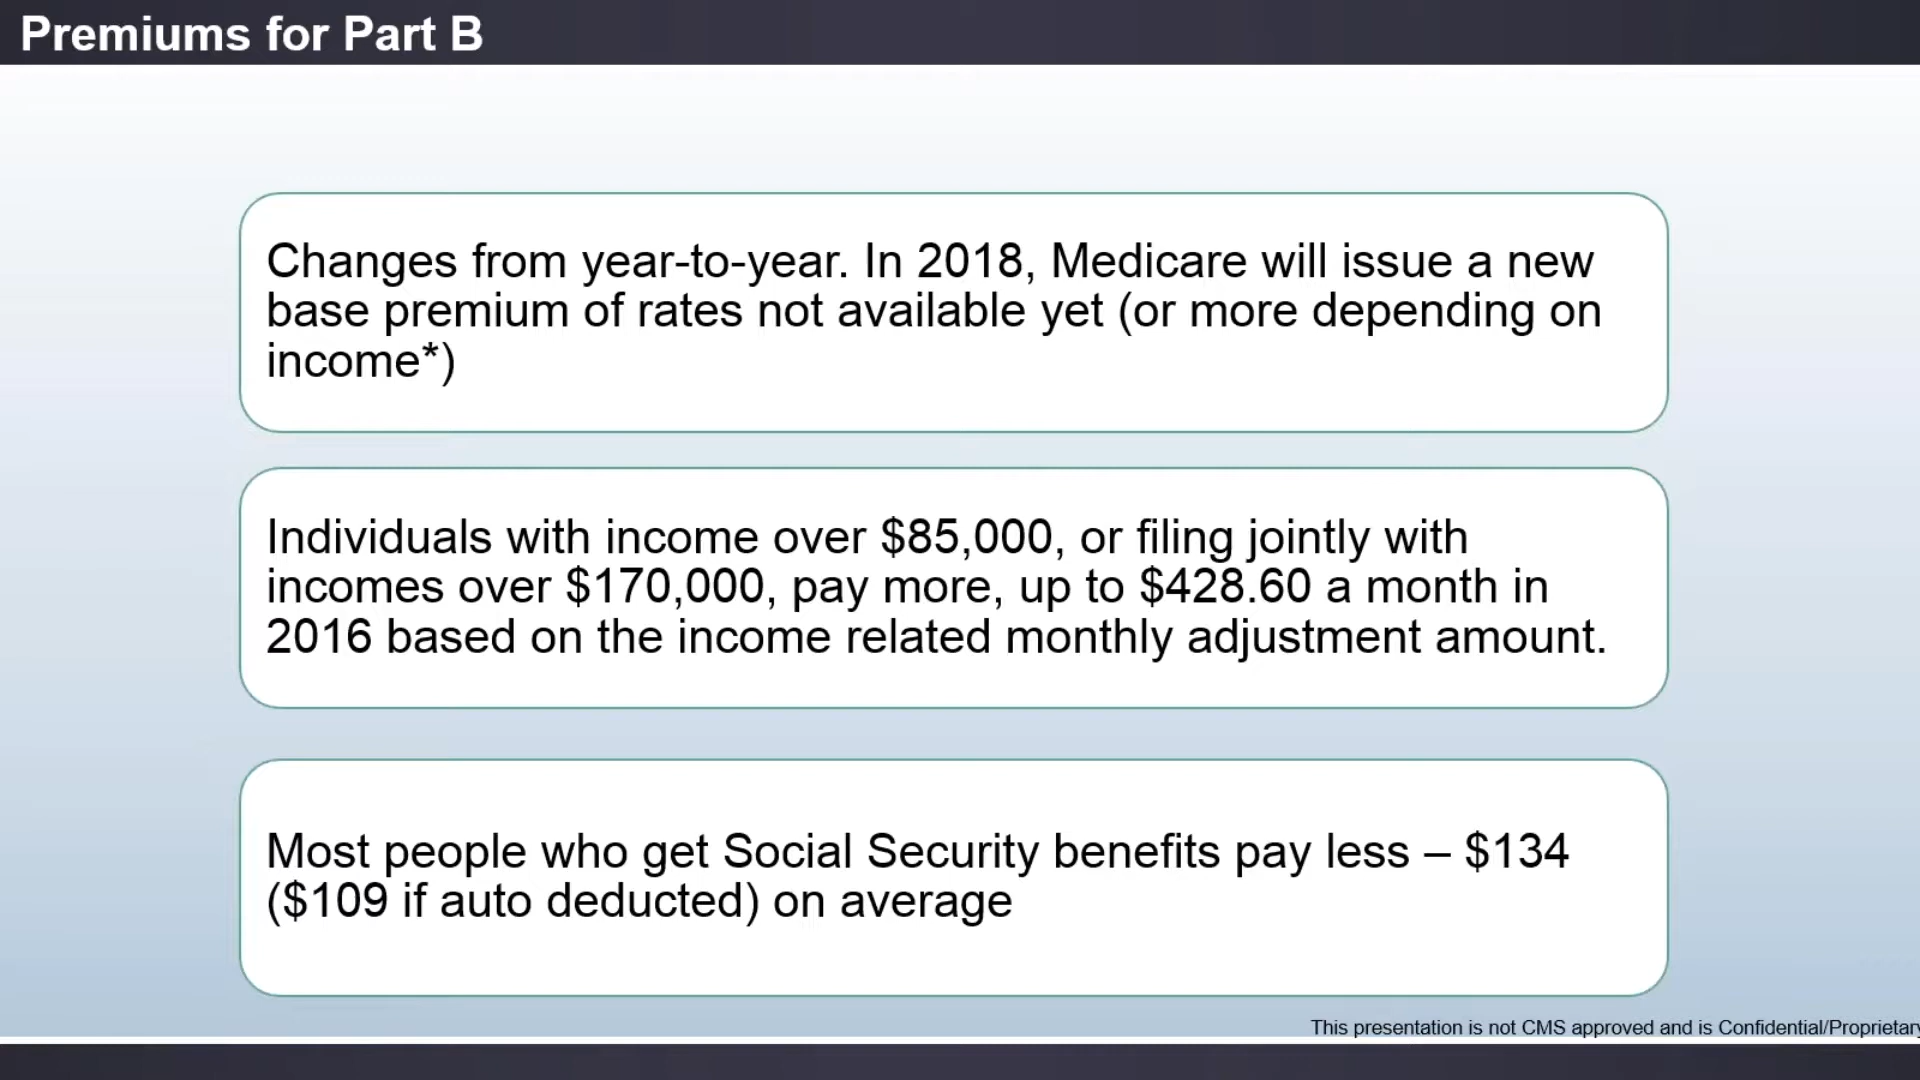 Premiums for Part B
Changes from year-to-year. In 2018, Medicare will issue a new
base premium of rates not available yet (or more depending on
income*)
Individuals with income over $85,000, or filing jointly with
incomes over $170,000, pay more, up to $428.60 a month in
2016 based on the income related monthly adjustment amount.
Most people who get Social Security benefits pay less – $134
($109 if auto deducted) on average
This presentation is not CMS approved and is Confidential/Proprietary